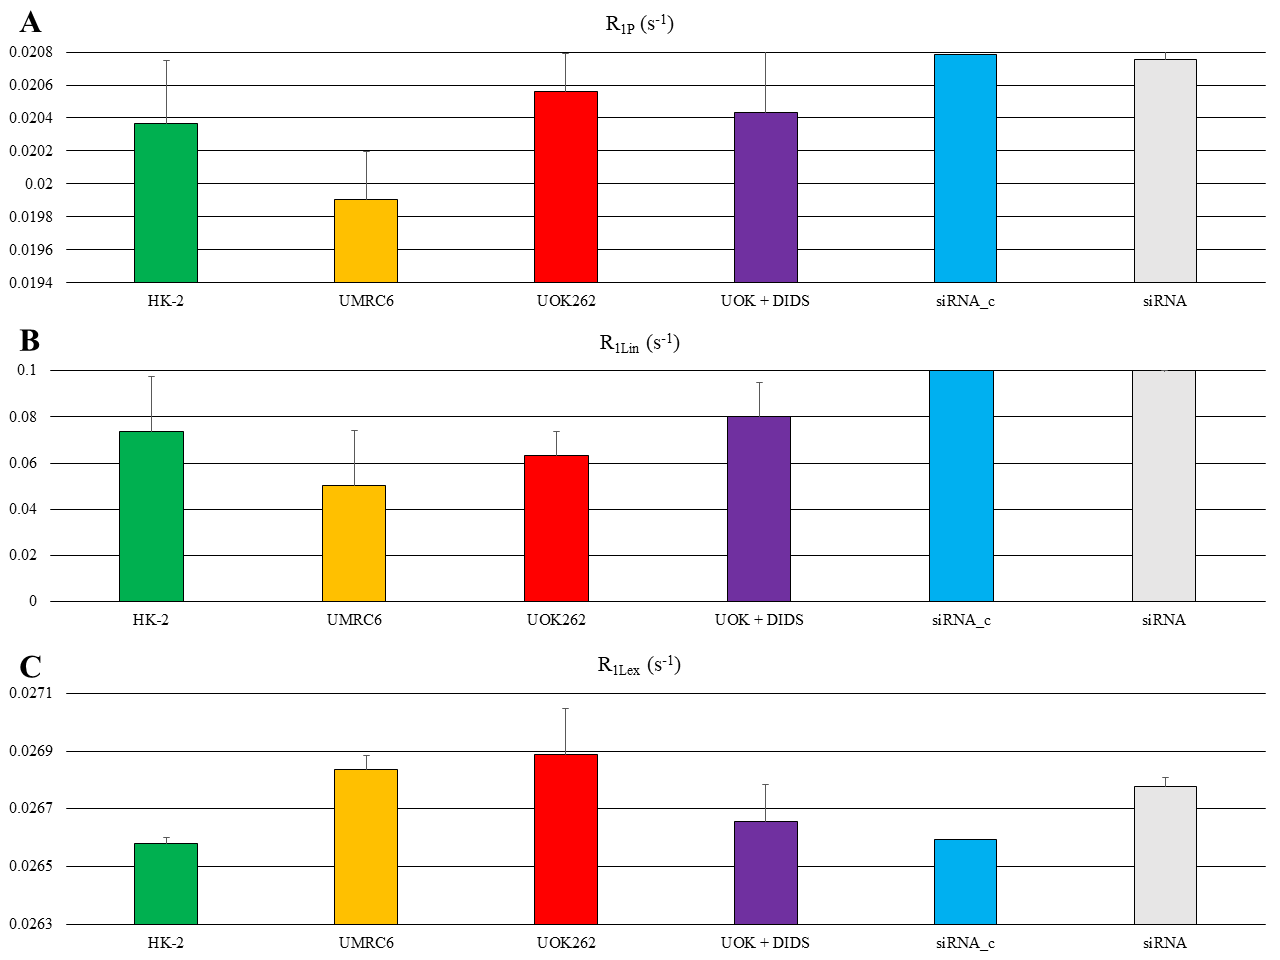 A
R1P (s-1)
0.0208
0.0206
0.0204
0.0202
0.02
0.0198
0.0196
0.0194
HK-2 UMRC6 UOK262 UOK + DIDS siRNA_c siRNA
B
R1Lin (s-1)
0.1
0.08
0.06
0.04
0.02
0
HK-2 UMRC6 UOK262 UOK + DIDS siRNA_c siRNA
C
R1Lex (s-1)
0.0271
0.0269
0.0267
0.0265
0.0263
HK-2 UMRC6 UOK262 UOK + DIDS siRNA_c siRNA